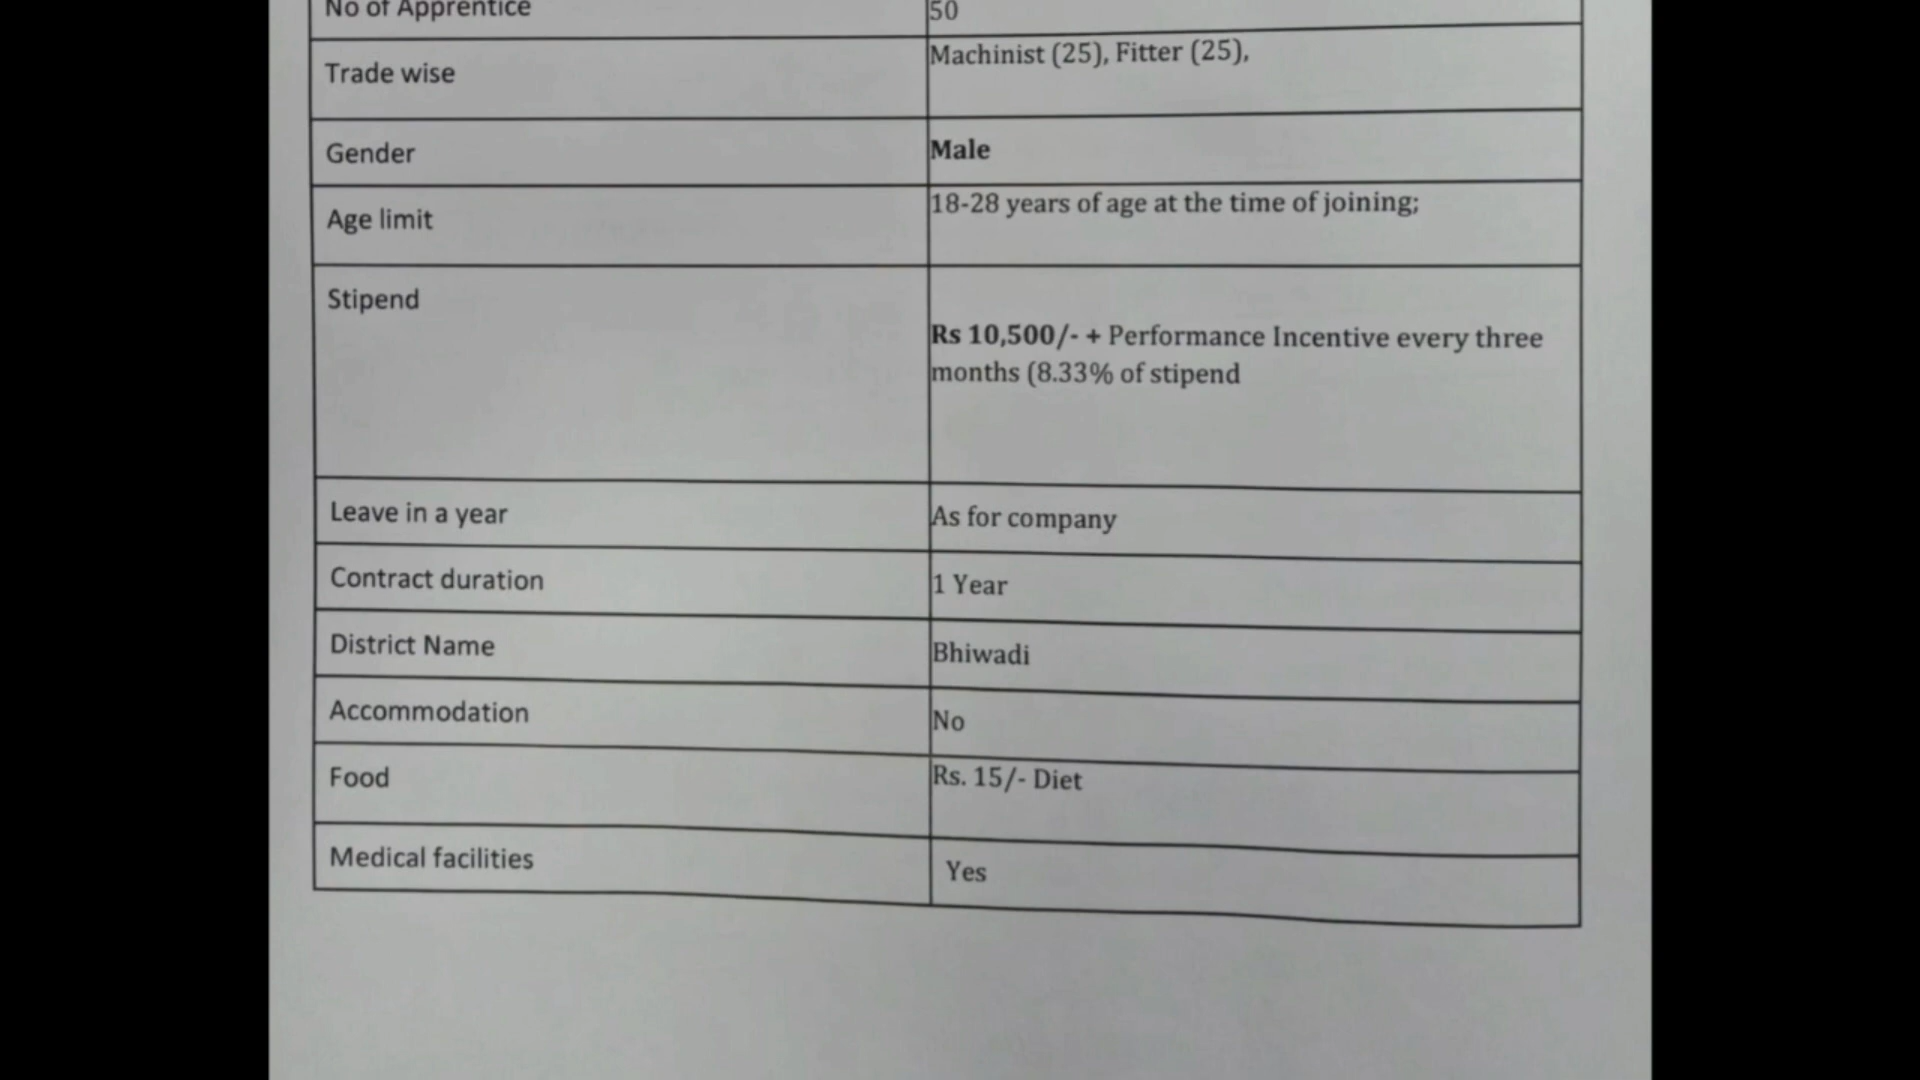 No of Apprentice 50
Trade wise Machinist (25), Fitter (25),
Gender Male
Age limit 18-28 years of age at the time of joining;
Stipend
Rs 10,500/- + Performance Incentive every three
months (8.33% of stipend
Leave in a year As for company
Contract duration 1 Year
District Name Bhiwadi
Accommodation No
Food Rs. 15/- Diet
Medical facilities Yes